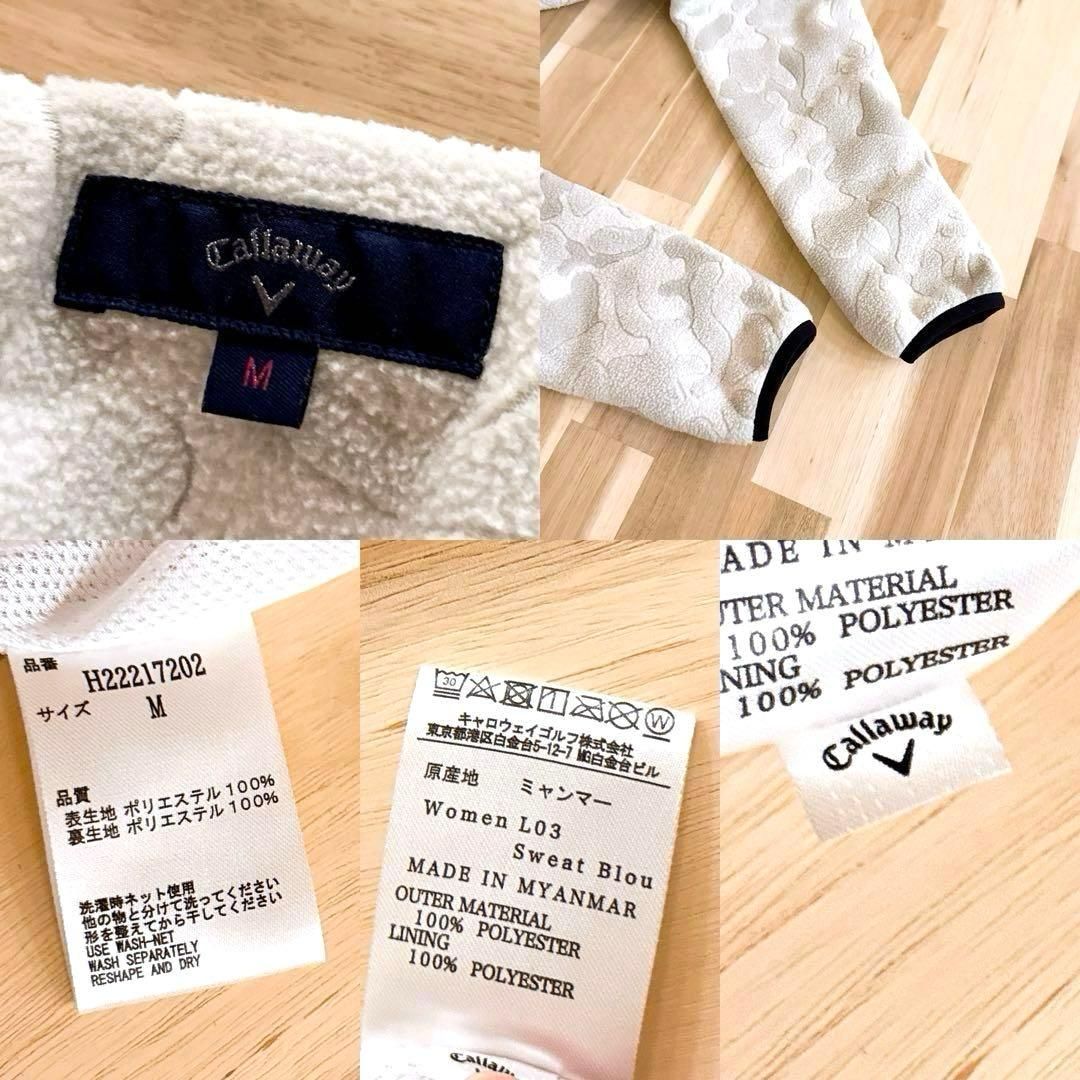 Callaway
M
品番 H22217202
サイズ M
品質
表生地 ポリエステル100%
裏生地 ポリエステル100%
洗濯時ネット使用
他の物と分けて洗ってください
形を整えてから干してください
USE WASH-NET
WASH SEPARATELY
RESHAPE AND DRY
30
W
キャロウェイゴルフ株式会社
東京都港区白金台5-12-7 MG白金台ビル
原産地 ミャンマー
Women L03
Sweat Blou
MADE IN MYANMAR
OUTER MATERIAL
100% POLYESTER
LINING
100% POLYESTER
Callaw
ADE IN MY
UTER MATERIAL
100% POLYESTER
NING
100% POLYESTER
Callaway